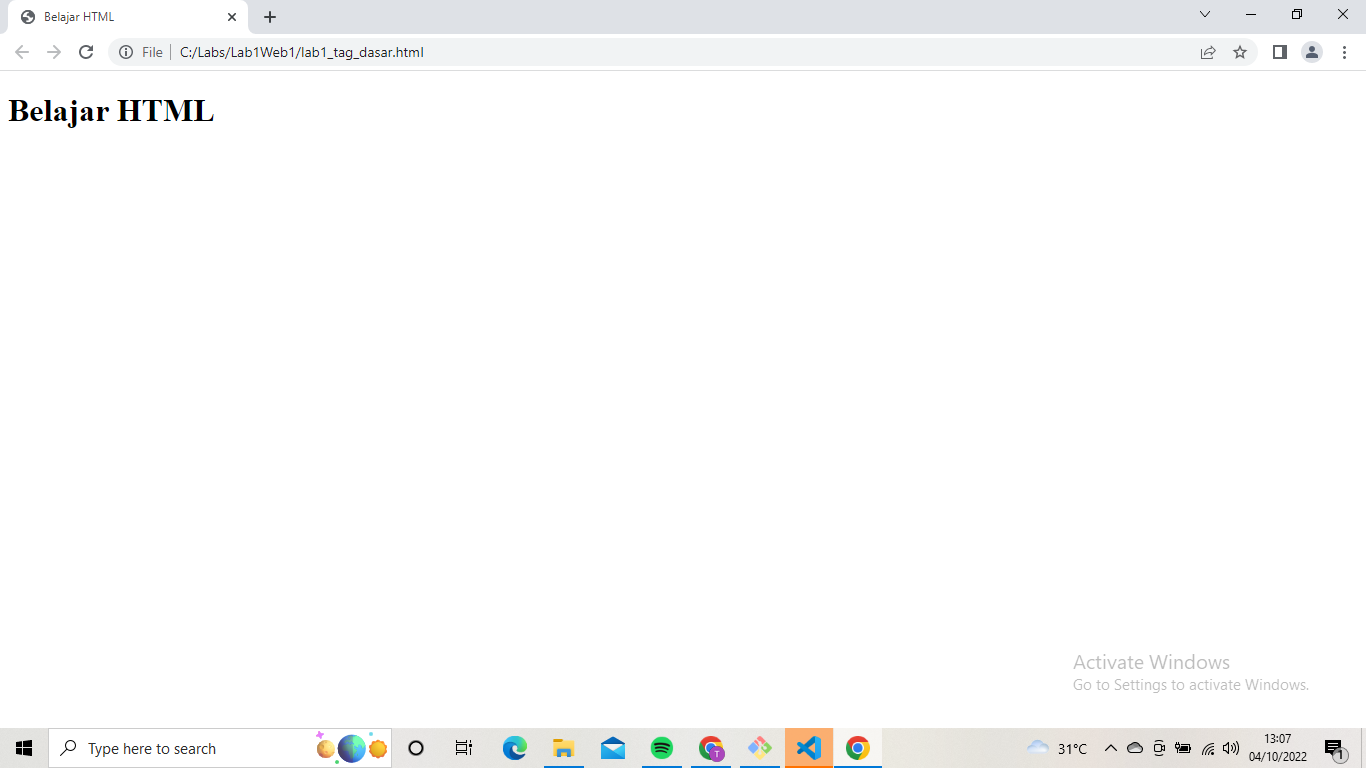 Belajar HTML
File
C:/Labs/Lab1Web1/lab1_tag_dasar.html
Belajar HTML
Activate Windows
Go to Settings to activate Windows.
Type here to search
T
31°C
13:07
04/10/2022
1